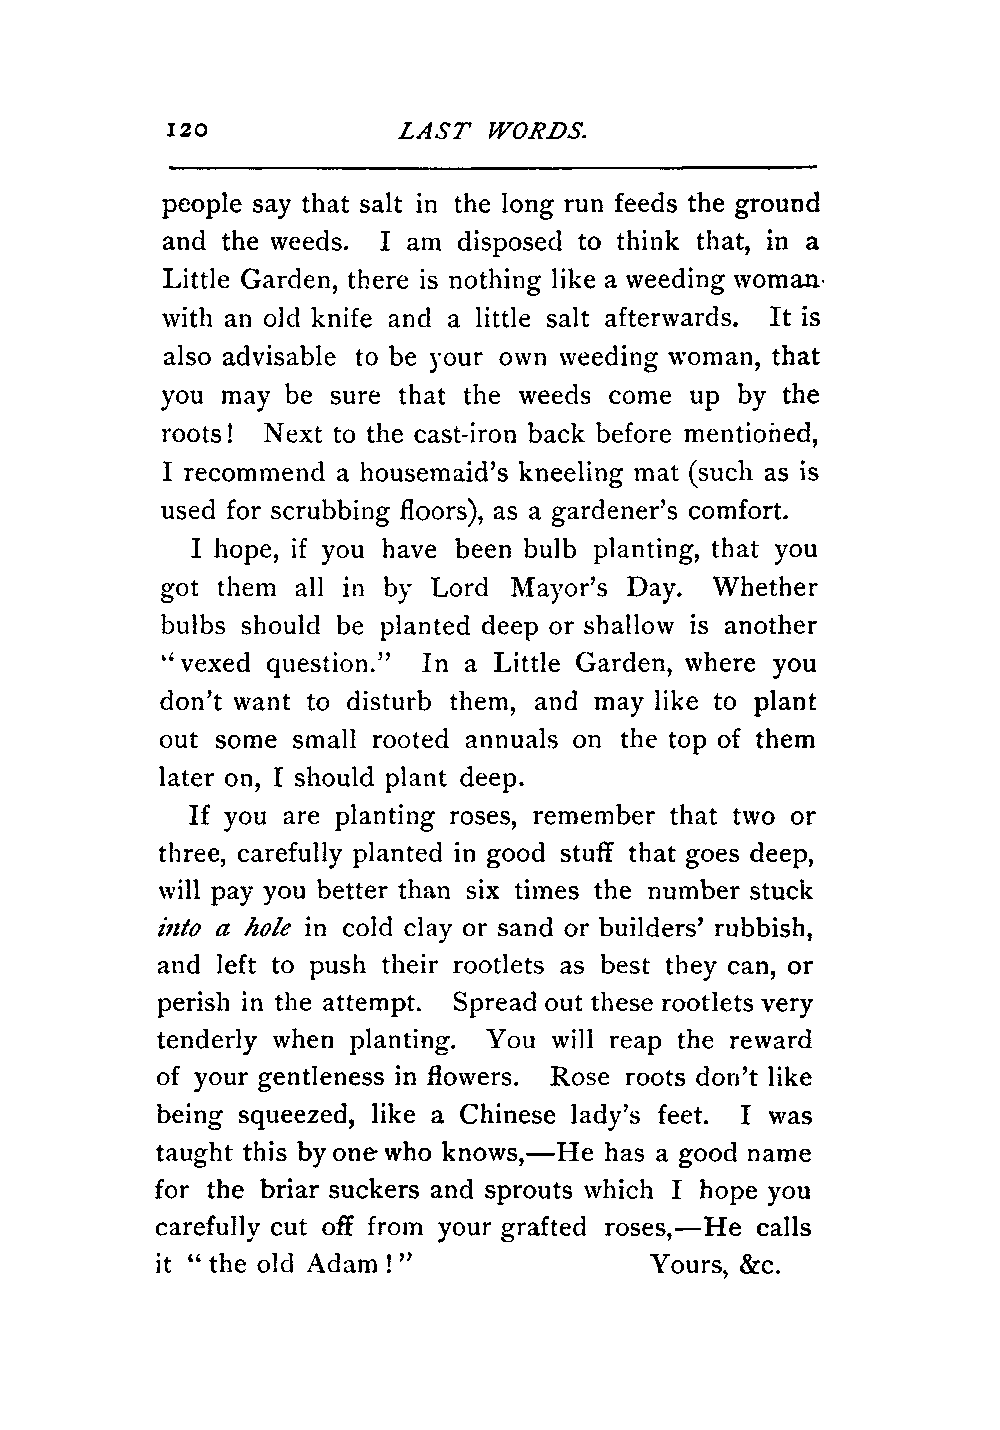 120 LAST WORDS.
people say that salt in the long run feeds the ground
and the weeds. I am disposed to think that, in a
Little Garden, there is nothing like a weeding woman
with an old knife and a little salt afterwards. It is
also advisable to be your own weeding woman, that
you may be sure that the weeds come up by the
roots! Next to the cast-iron back before mentioned,
I recommend a housemaid's kneeling mat (such as is
used for scrubbing floors), as a gardener's comfort.
I hope, if you have been bulb planting, that you
got them all in by Lord Mayor's Day. Whether
bulbs should be planted deep or shallow is another
"vexed question." In a Little Garden, where you
don't want to disturb them, and may like to plant
out some small rooted annuals on the top of them
later on, I should plant deep.
If you are planting roses, remember that two or
three, carefully planted in good stuff that goes deep,
will pay you better than six times the number stuck
into a hole in cold clay or sand or builders' rubbish,
and left to push their rootlets as best they can, or
perish in the attempt. Spread out these rootlets very
tenderly when planting. You will reap the reward
of your gentleness in flowers. Rose roots don't like
being squeezed, like a Chinese lady's feet. I was
taught this by one who knows,—He has a good name
for the briar suckers and sprouts which I hope you
carefully cut off from your grafted roses,—He calls
it "the old Adam!" Yours, &c.